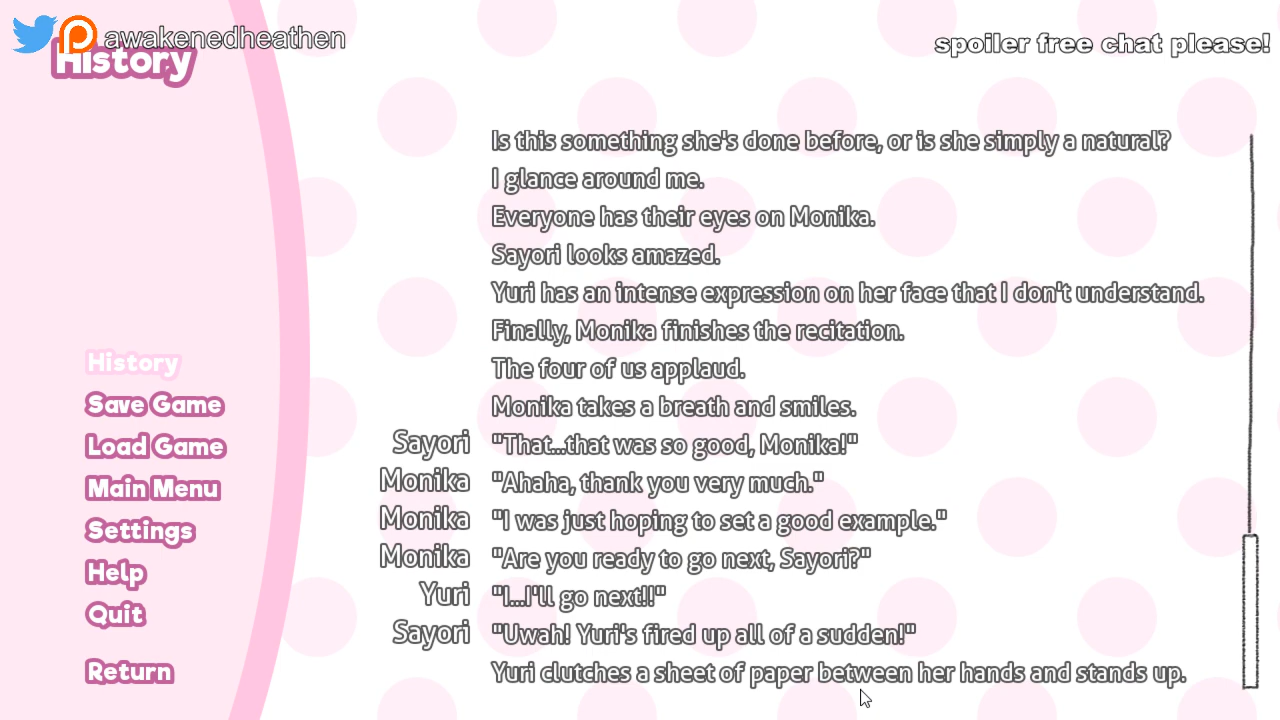 awakenedheathen
spoiler free chat please!
History
Is this something she's done before, or is she simply a natural?
I glance around me.
Everyone has their eyes on Monika.
Sayori looks amazed.
Yuri has an intense expression on her face that I don't understand.
Finally, Monika finishes the recitation.
The four of us applaud.
Monika takes a breath and smiles.
Sayori "That...that was so good, Monika!"
Monika "Ahaha, thank you very much."
Monika "I was just hoping to set a good example."
Monika "Are you ready to go next, Sayori?"
Yuri "I...I'll go next!!"
Sayori "Uwah! Yuri's fired up all of a sudden!"
Yuri clutches a sheet of paper between her hands and stands up.
History
Save Game
Load Game
Main Menu
Settings
Help
Quit
Return